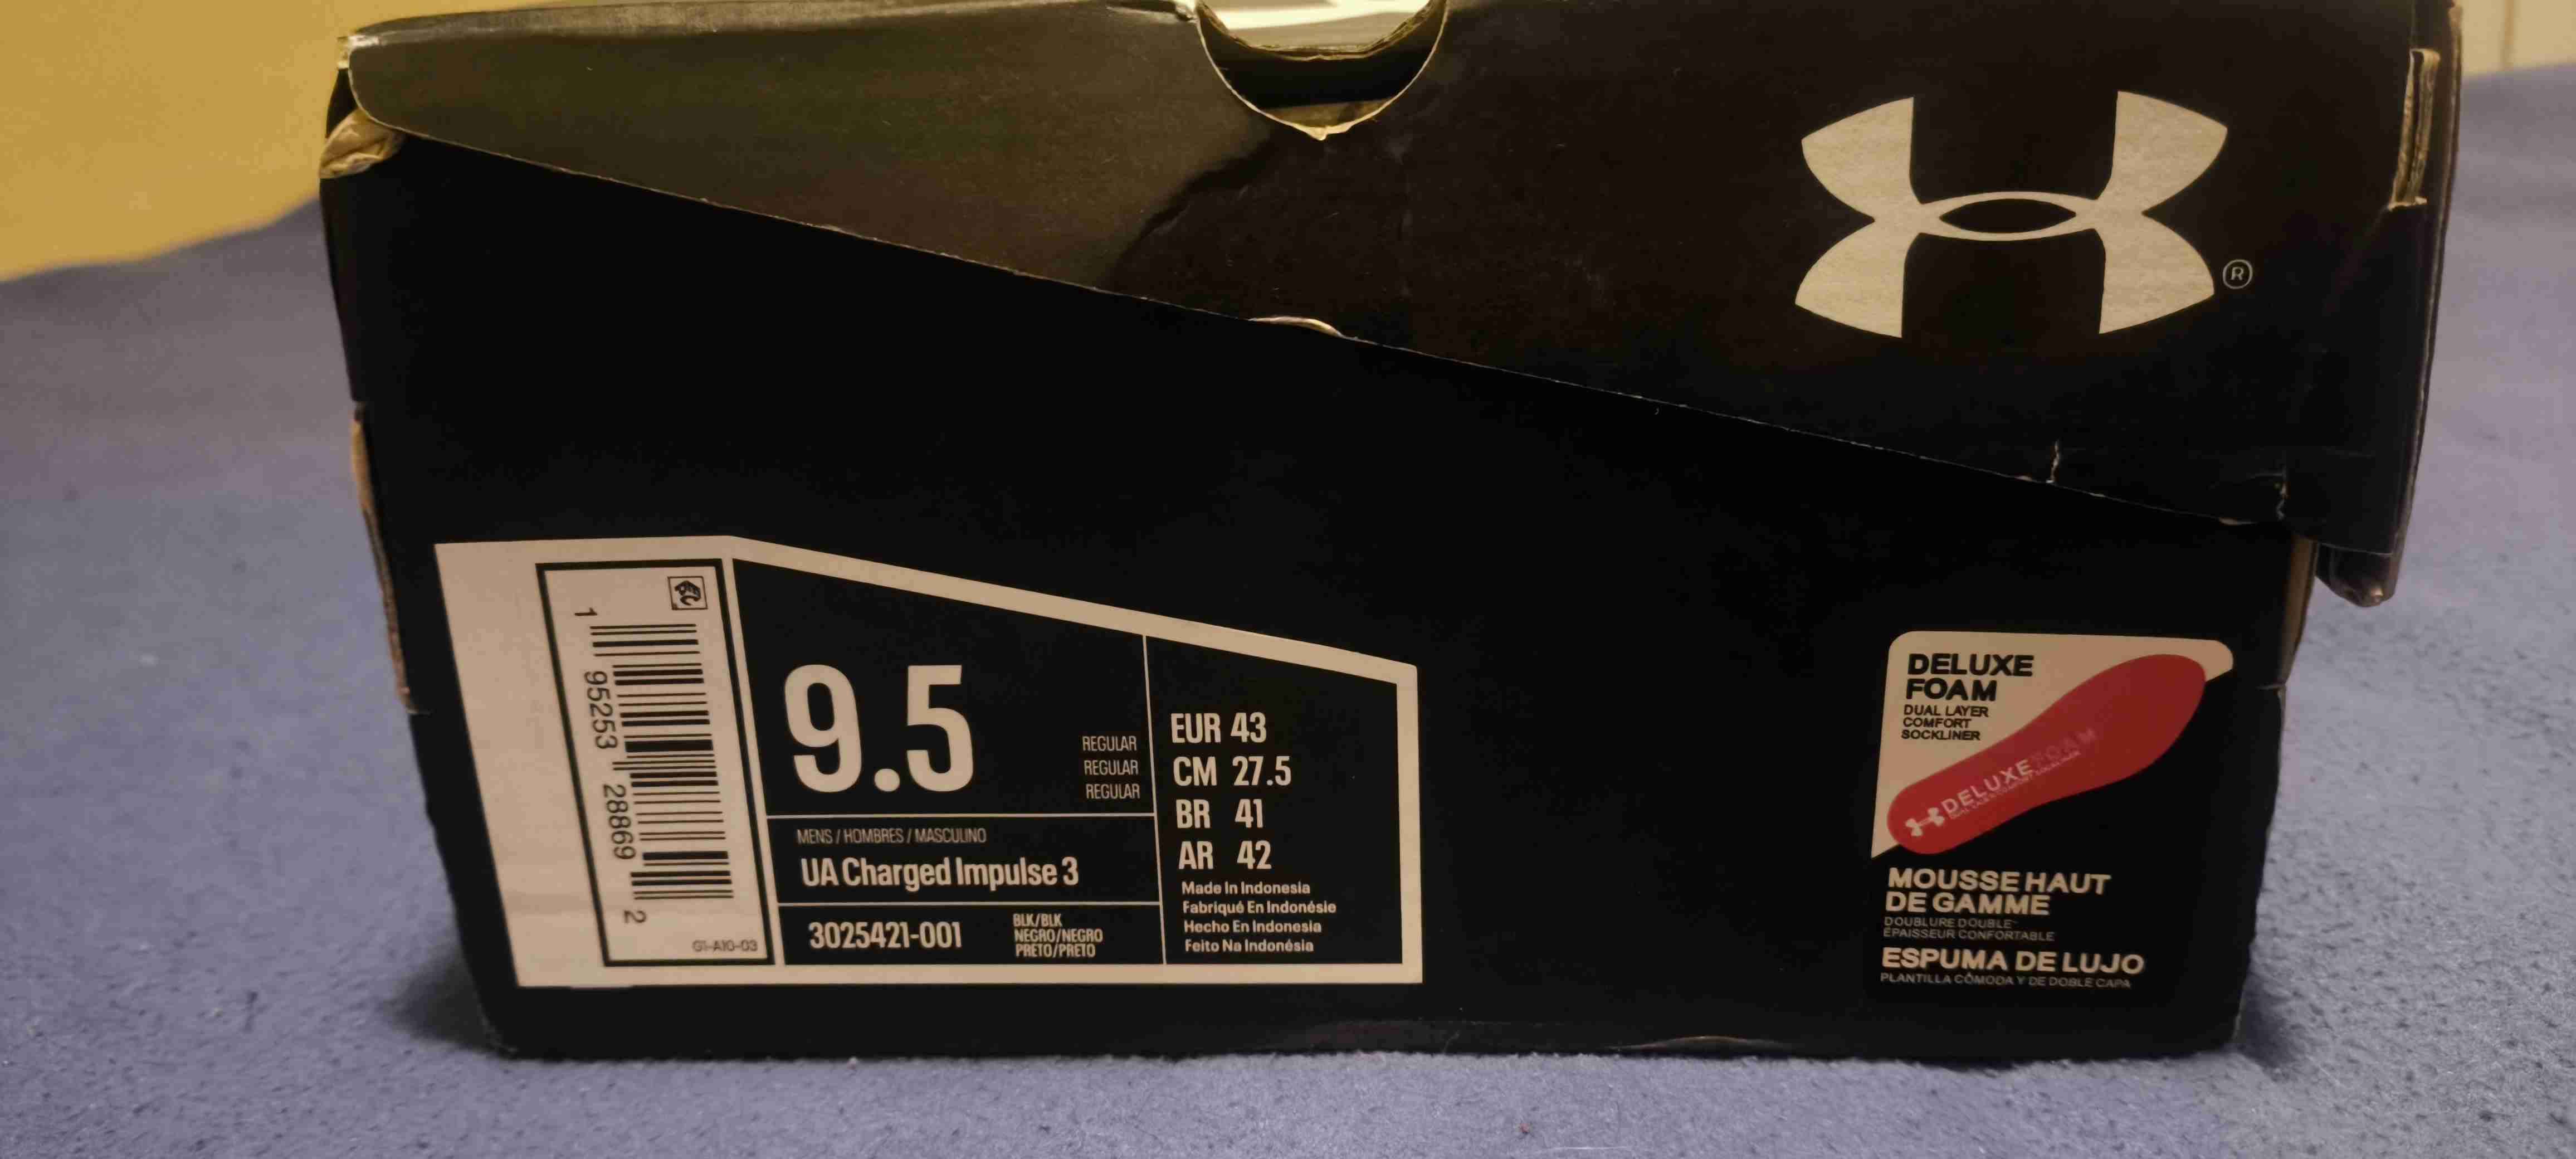 ®
1 95253 28869 2
G1-A10-03
9.5
REGULAR
REGULAR
REGULAR
MENS / HOMBRES / MASCULINO
UA Charged Impulse 3
3025421-001
BLK/BLK
NEGRO/NEGRO
PRETO/PRETO
EUR 43
CM 27.5
BR 41
AR 42
Made In Indonesia
Fabriqué En Indonésie
Hecho En Indonesia
Feito Na Indonésia
DELUXE
FOAM
DUAL LAYER
COMFORT
SOCKLINER
DELUXE FOAM
MOUSSE HAUT
DE GAMME
DOUBLURE DOUBLE-
ÉPAISSEUR CONFORTABLE
ESPUMA DE LUJO
PLANTILLA CÔMODA Y DE DOBLE CAPA